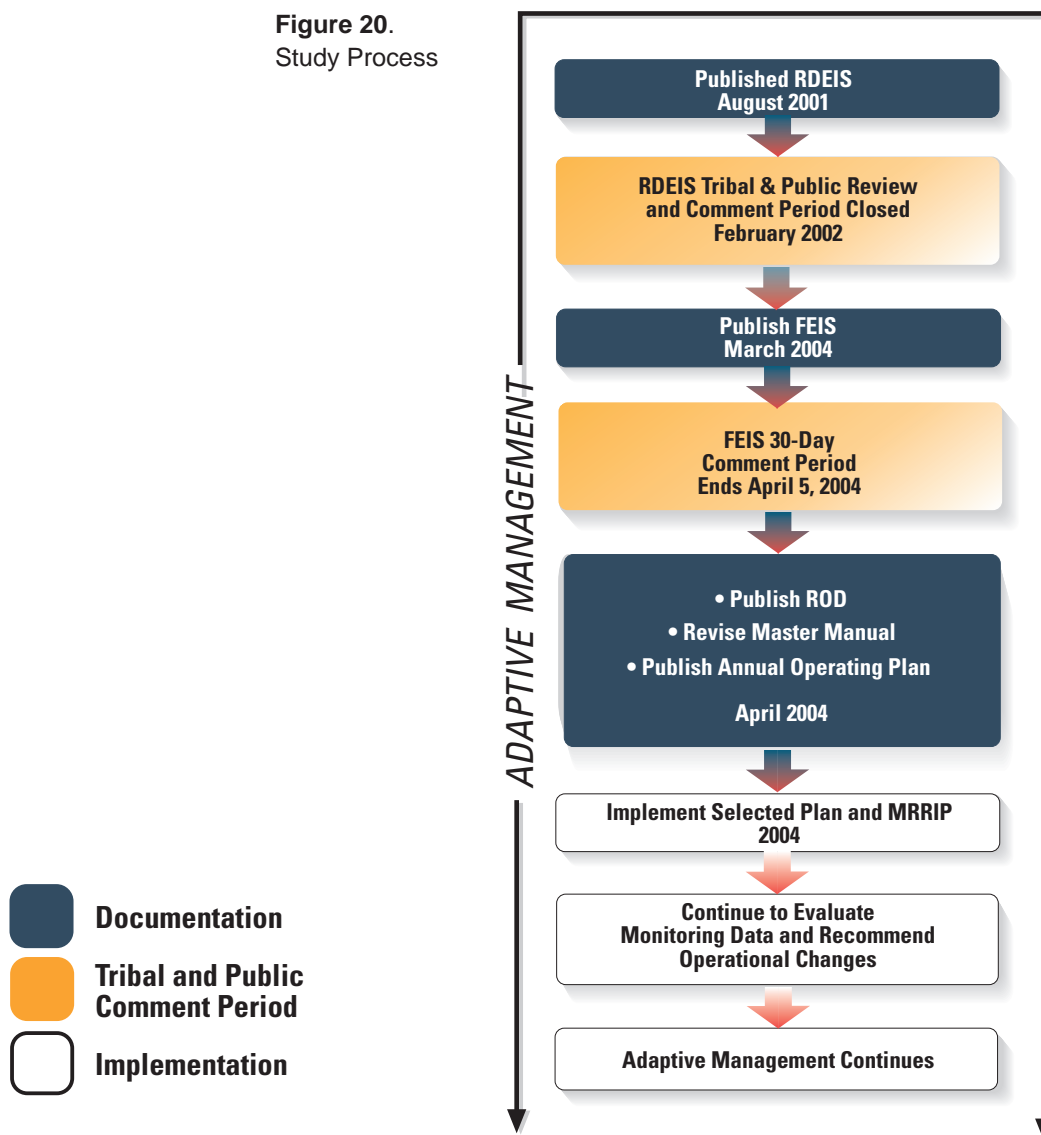 Figure 20.
Study Process
Published RDEIS
August 2001
RDEIS Tribal & Public Review
and Comment Period Closed
February 2002
Publish FEIS
March 2004
FEIS 30-Day
Comment Period
Ends April 5, 2004
• Publish ROD
• Revise Master Manual
• Publish Annual Operating Plan
April 2004
Implement Selected Plan and MRRIP
2004
Continue to Evaluate
Monitoring Data and Recommend
Operational Changes
Adaptive Management Continues
ADAPTIVE MANAGEMENT
Documentation
Tribal and Public
Comment Period
Implementation